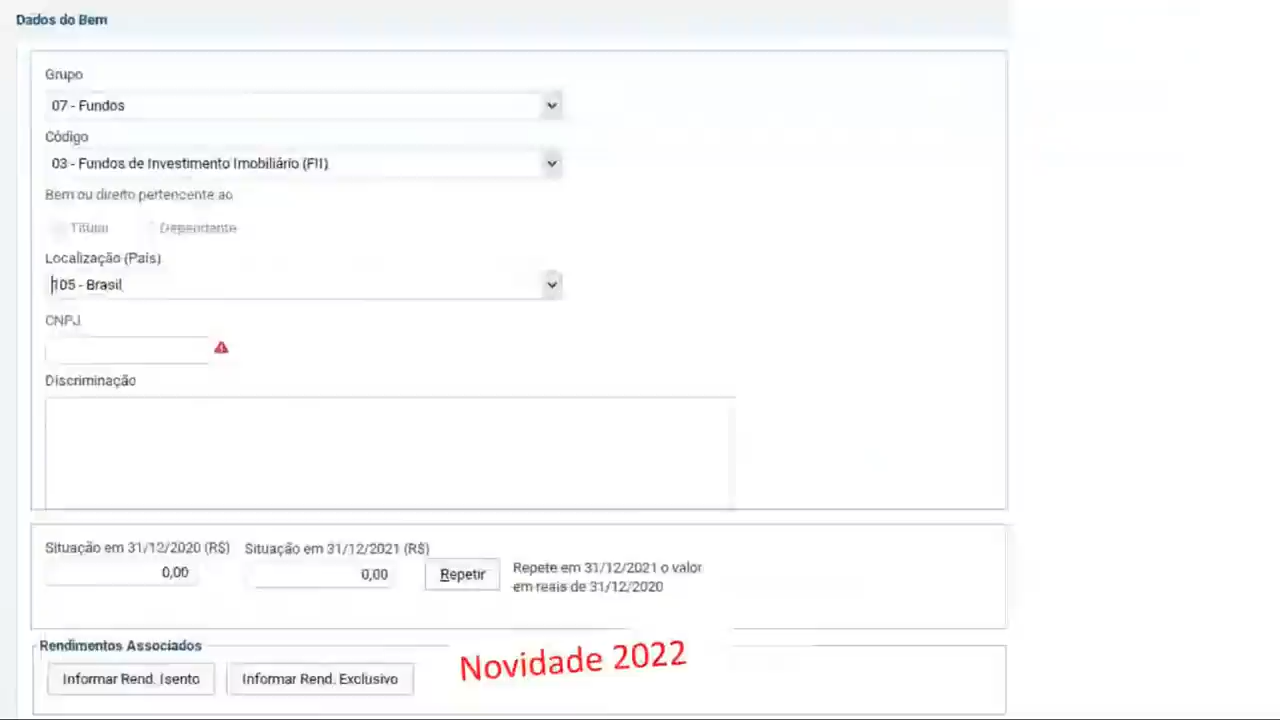 Dados do Bem
Grupo
07 - Fundos
Código
03 - Fundos de Investimento Imobiliário (FII)
Bem ou direito pertencente ao
Titular Dependente
Localização (País)
105 - Brasil
CNPJ
Discriminação
Situação em 31/12/2020 (R$) Situação em 31/12/2021 (R$)
0,00 0,00 Repetir Repete em 31/12/2021 o valor
em reais de 31/12/2020
Rendimentos Associados
Informar Rend. Isento Informar Rend. Exclusivo
Novidade 2022